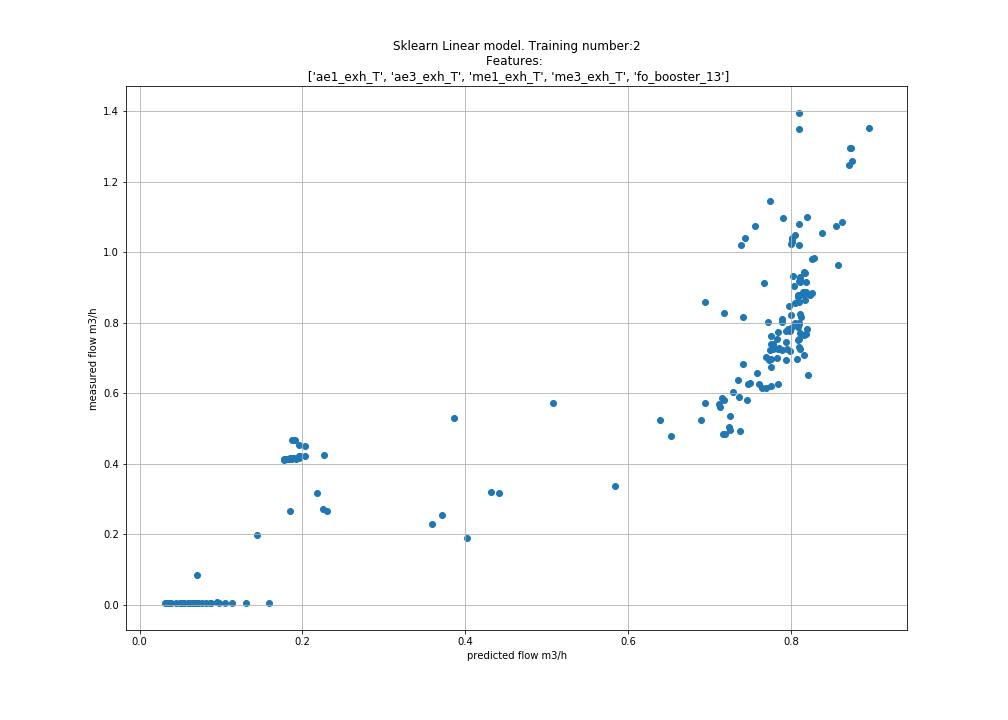 Sklearn Linear model. Training number:2
Features:
['ae1_exh_T', 'ae3_exh_T', 'me1_exh_T', 'me3_exh_T', 'fo_booster_13']
measured flow m3/h
1.4
1.2
1.0
0.8
0.6
0.4
0.2
0.0
0.0 0.2 0.4 0.6 0.8
predicted flow m3/h